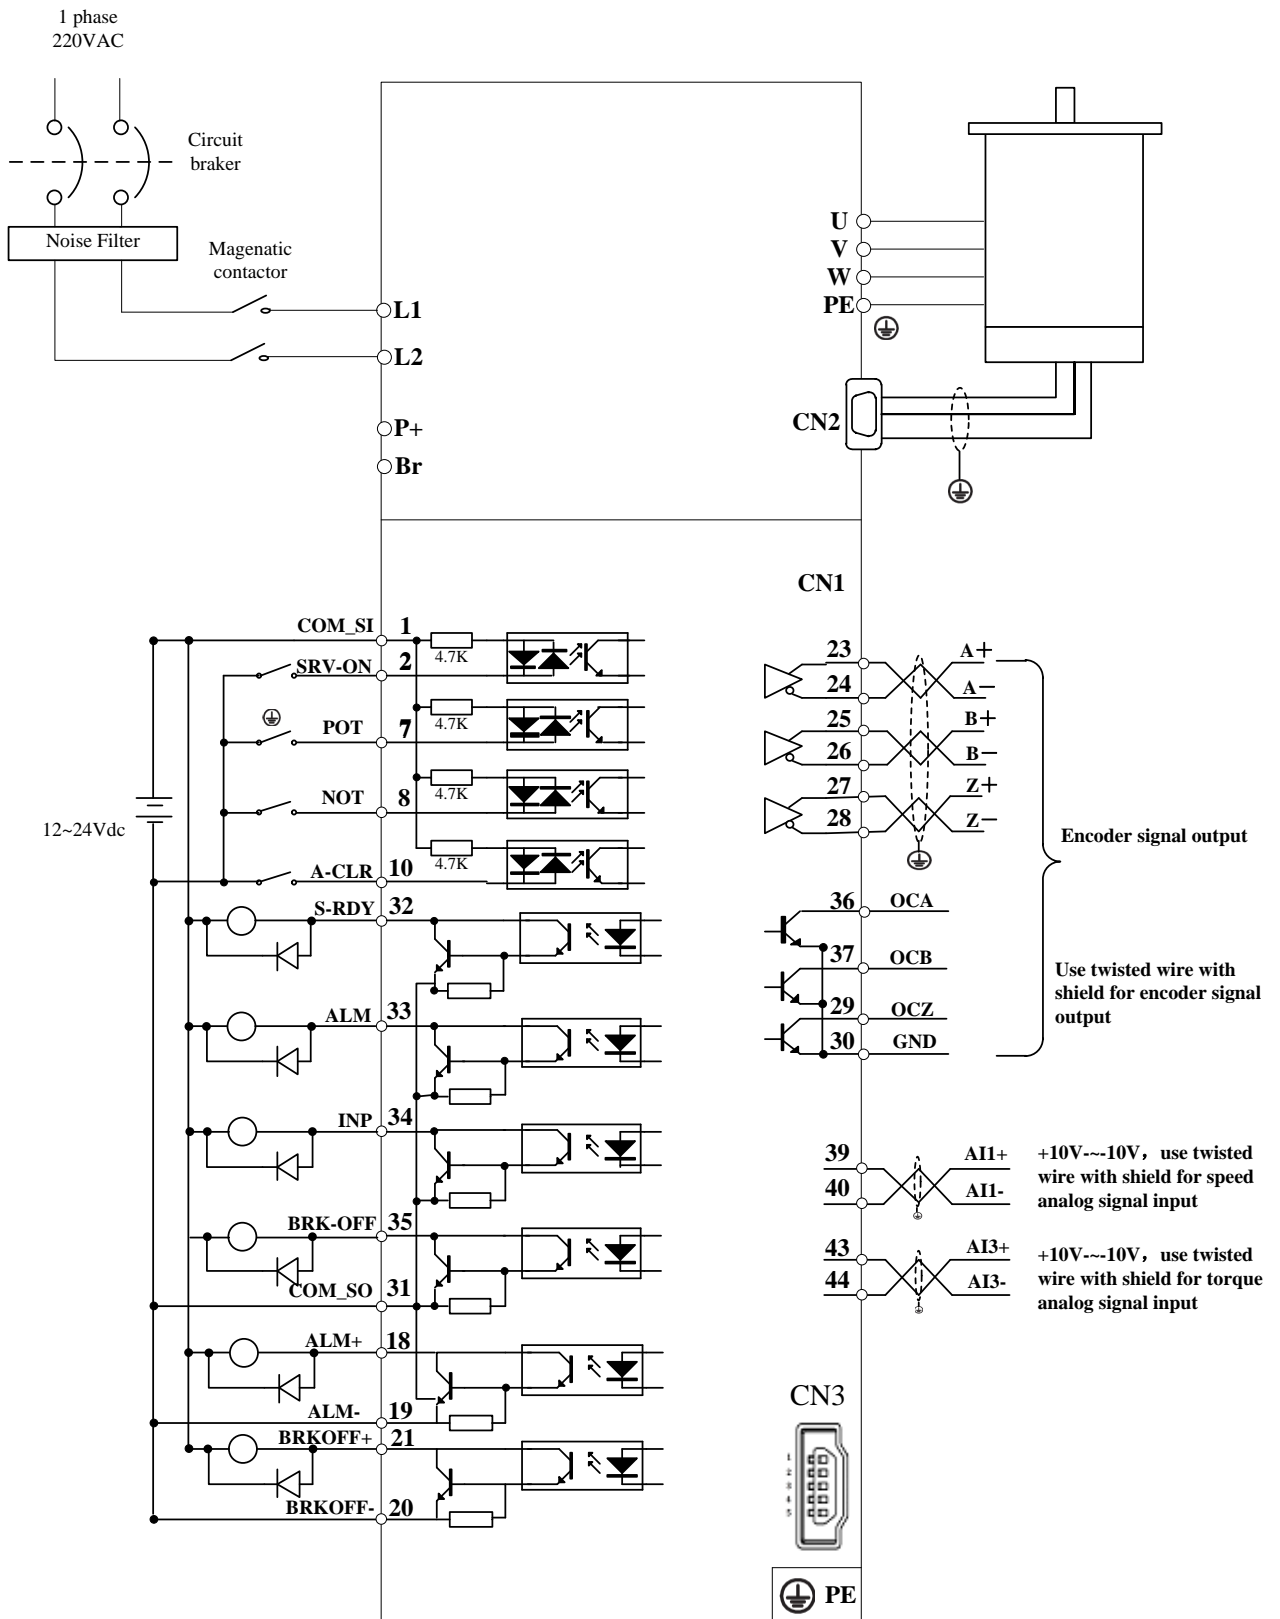 1 phase
220VAC
Circuit
braker
Noise Filter
Magenatic
contactor
L1
L2
P+
Br
U
V
W
PE
CN2
CN1
COM_SI 1
4.7K
SRV-ON 2
POT 7
4.7K
NOT 8
4.7K
A-CLR 10
4.7K
12~24Vdc
S-RDY 32
ALM 33
INP 34
BRK-OFF 35
COM_SO 31
ALM+ 18
ALM- 19
BRKOFF+ 21
BRKOFF- 20
23 A+
24 A-
25 B+
26 B-
27 Z+
28 Z-
Encoder signal output
36 OCA
37 OCB
29 OCZ
30 GND
Use twisted wire with
shield for encoder signal
output
39 AI1+
40 AI1-
+10V-~-10V，use twisted
wire with shield for speed
analog signal input
43 AI3+
44 AI3-
+10V-~-10V，use twisted
wire with shield for torque
analog signal input
CN3
1
2
3
4
5
PE